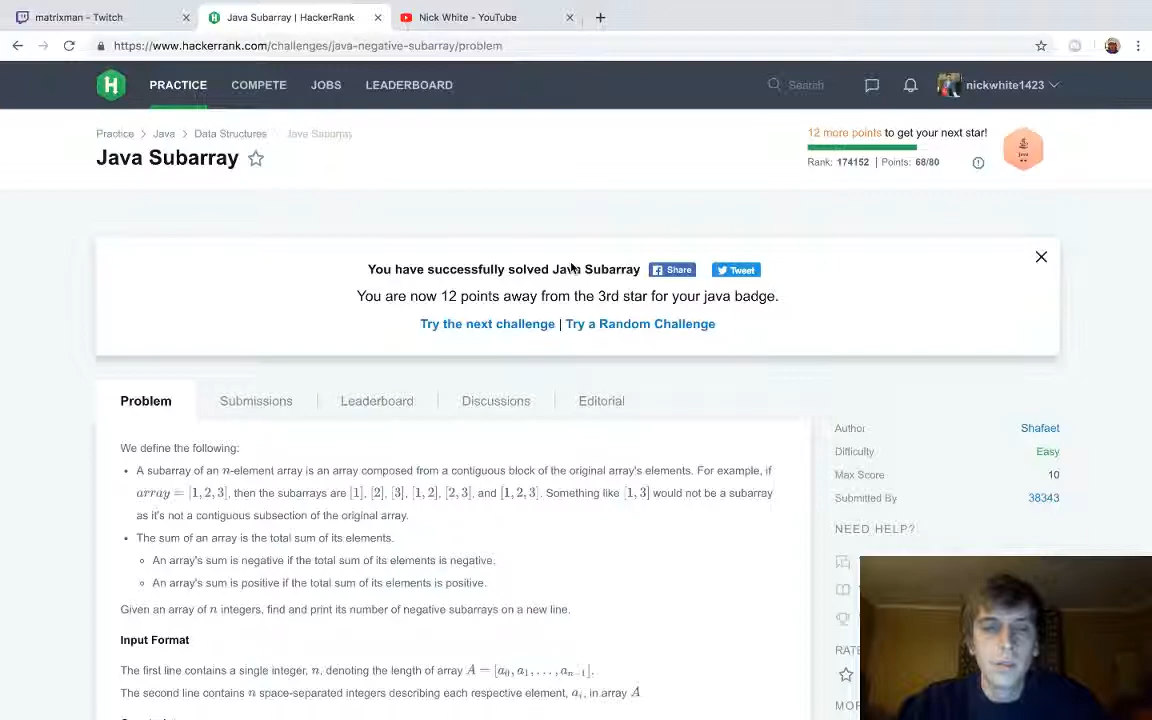 matrixman - Twitch
Java Subarray | HackerRank
Nick White - YouTube
https://www.hackerrank.com/challenges/java-negative-subarray/problem
H
PRACTICE
COMPETE
JOBS
LEADERBOARD
Search
nickwhite1423
Practice > Java > Data Structures > Java Subarray
Java Subarray
12 more points to get your next star!
Rank: 174152 | Points: 68/80
Java
You have successfully solved Java Subarray
Share
Tweet
You are now 12 points away from the 3rd star for your java badge.
Try the next challenge | Try a Random Challenge
Problem
Submissions
Leaderboard
Discussions
Editorial
We define the following:
• A subarray of an n-element array is an array composed from a contiguous block of the original array's elements. For example, if
array = [1, 2, 3], then the subarrays are [1], [2], [3], [1, 2], [2, 3], and [1, 2, 3]. Something like [1, 3] would not be a subarray
as it's not a contiguous subsection of the original array.
• The sum of an array is the total sum of its elements.
◦ An array's sum is negative if the total sum of its elements is negative.
◦ An array's sum is positive if the total sum of its elements is positive.
Given an array of n integers, find and print its number of negative subarrays on a new line.
Input Format
The first line contains a single integer, n, denoting the length of array A = [a₀, a₁, . . . , aₙ₋₁].
The second line contains n space-separated integers describing each respective element, aᵢ, in array A
Author
Shafaet
Difficulty
Easy
Max Score
10
Submitted By
38343
NEED HELP?
RATE
MOR